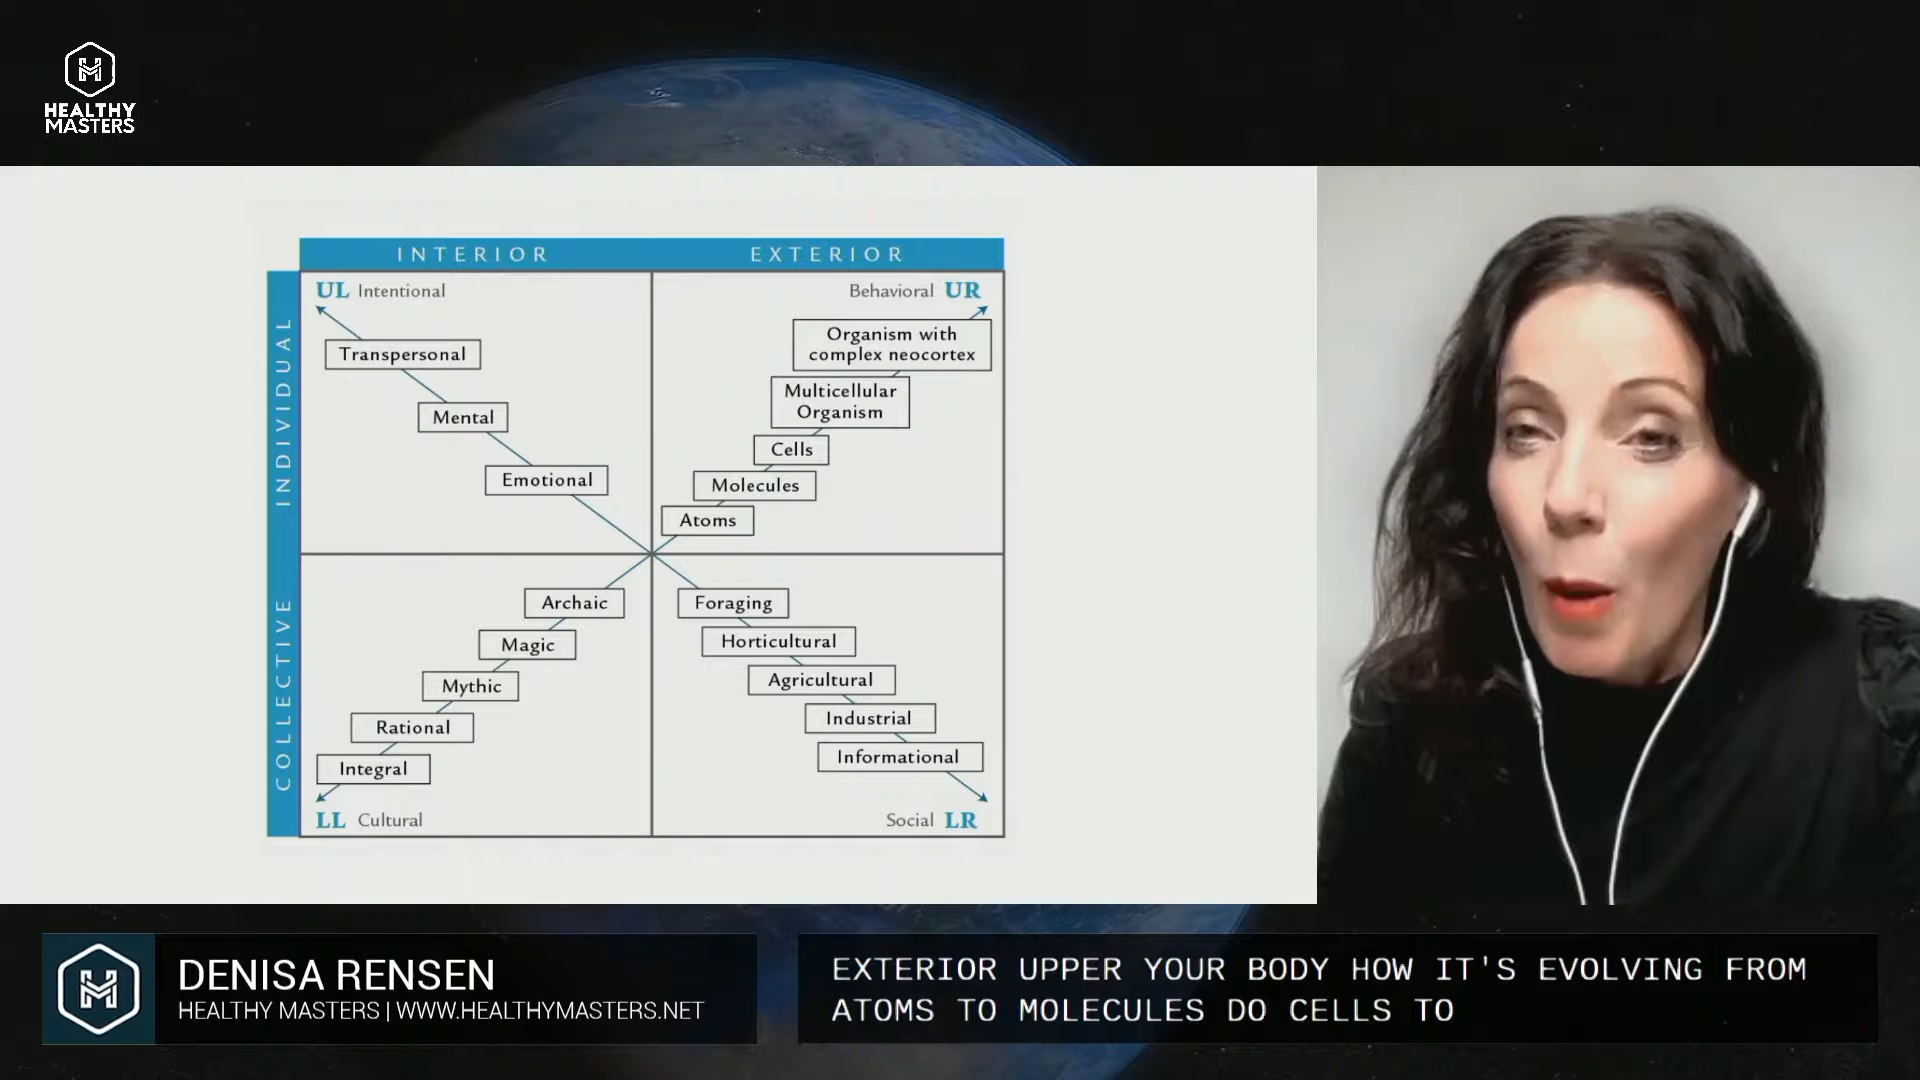 HEALTHY
MASTERS
INTERIOR
EXTERIOR
INDIVIDUAL
COLLECTIVE
UL Intentional
Transpersonal
Mental
Emotional
Behavioral UR
Organism with
complex neocortex
Multicellular
Organism
Cells
Molecules
Atoms
Archaic
Magic
Mythic
Rational
Integral
LL Cultural
Foraging
Horticultural
Agricultural
Industrial
Informational
Social LR
DENISA RENSEN
HEALTHY MASTERS | WWW.HEALTHYMASTERS.NET
EXTERIOR UPPER YOUR BODY HOW IT'S EVOLVING FROM
ATOMS TO MOLECULES DO CELLS TO